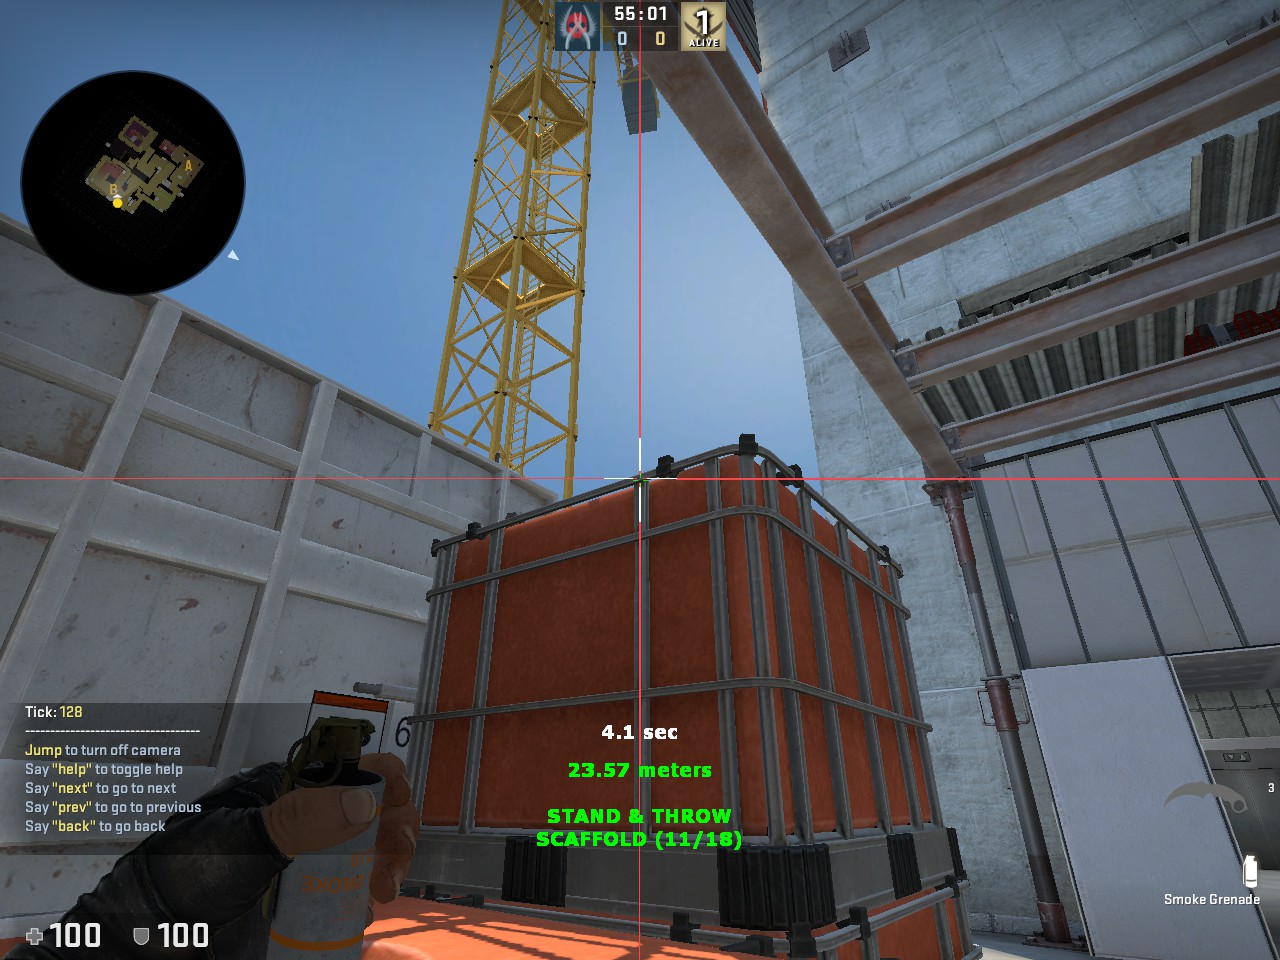 55:01
0 0
1
ALIVE
A
B
Tick: 128
----------------------------------
Jump to turn off camera
Say "help" to toggle help
Say "next" to go to next
Say "prev" to go to previous
Say "back" to go back
6
4.1 sec
23.57 meters
STAND & THROW
SCAFFOLD (11/18)
3
Smoke Grenade
100 100